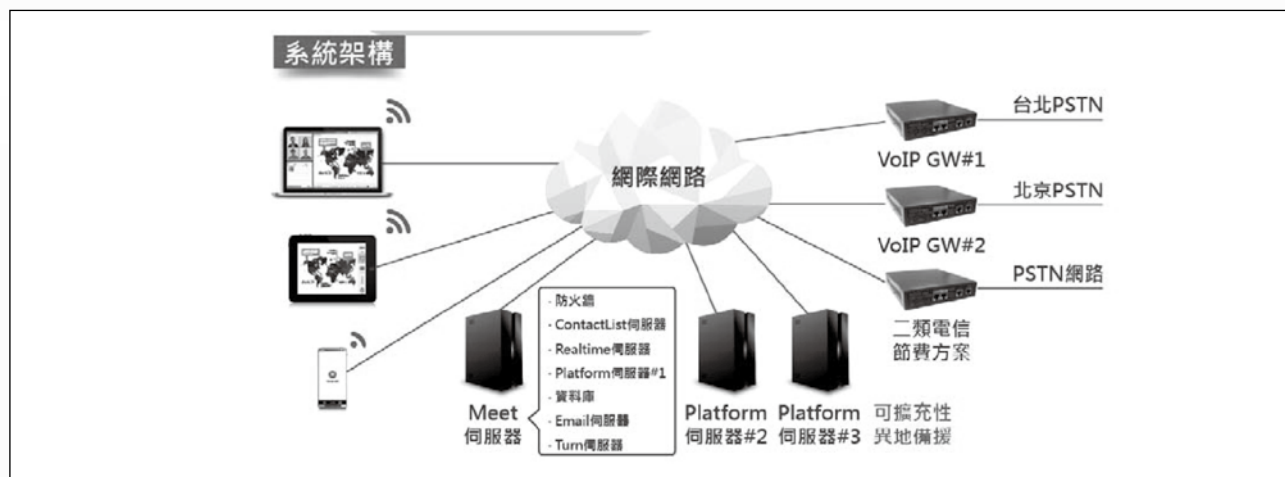 系統架構
網際網路
台北PSTN
VoIP GW#1
北京PSTN
VoIP GW#2
PSTN網路
二類電信
節費方案
Meet
伺服器
- 防火牆
- ContactList伺服器
- Realtime伺服器
- Platform伺服器#1
- 資料庫
- Email伺服器
- Turn伺服器
Platform
伺服器#2
Platform
伺服器#3
可擴充性
異地備援